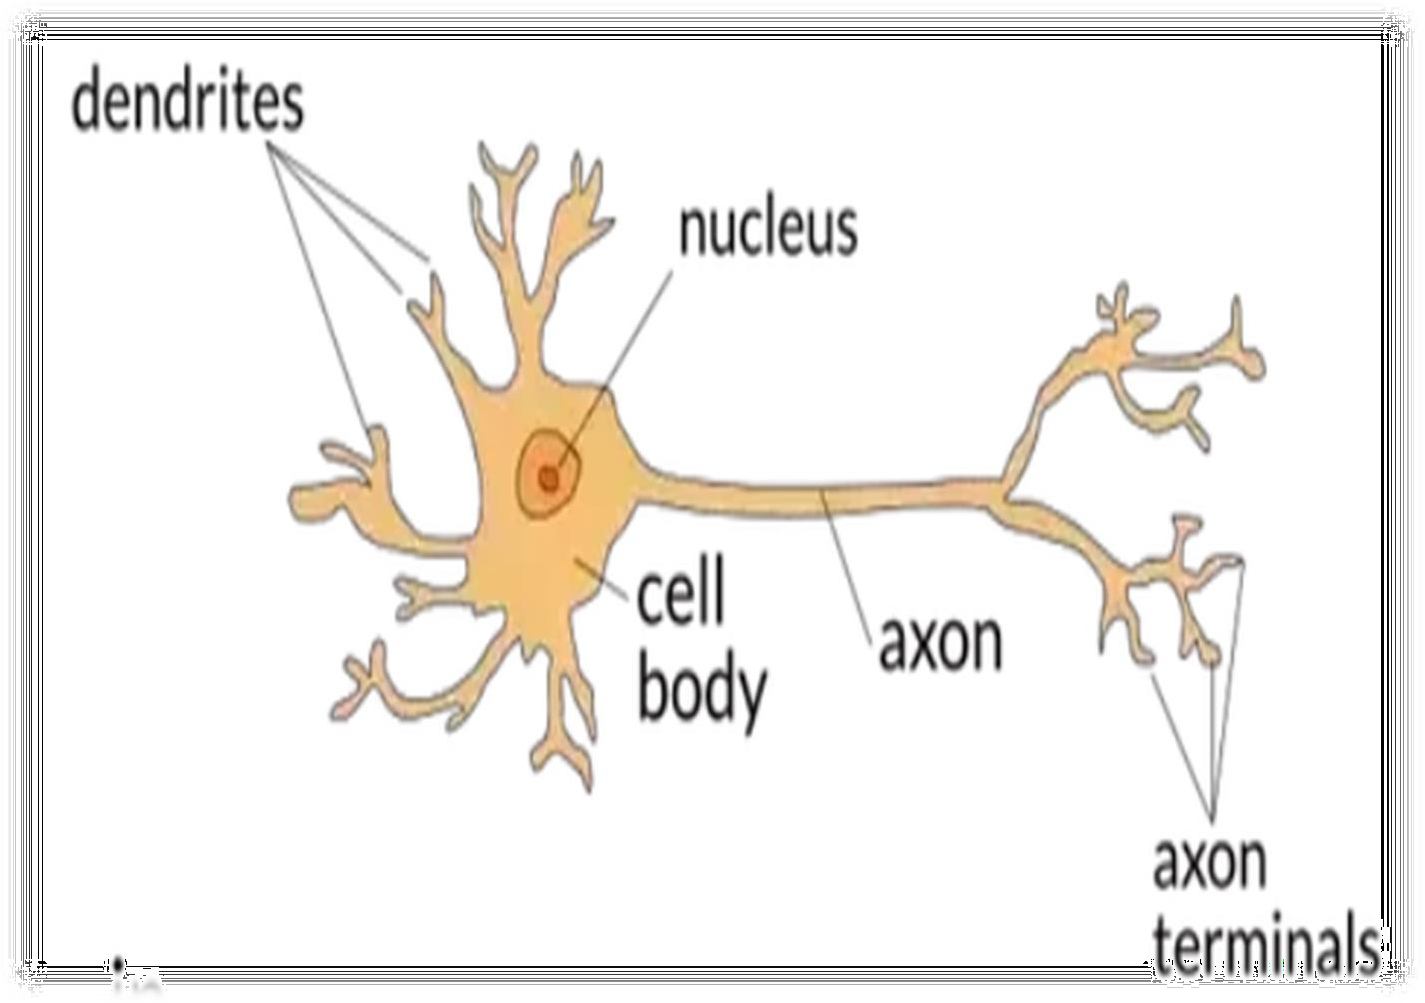 dendrites
nucleus
cell
body
axon
axon
terminals